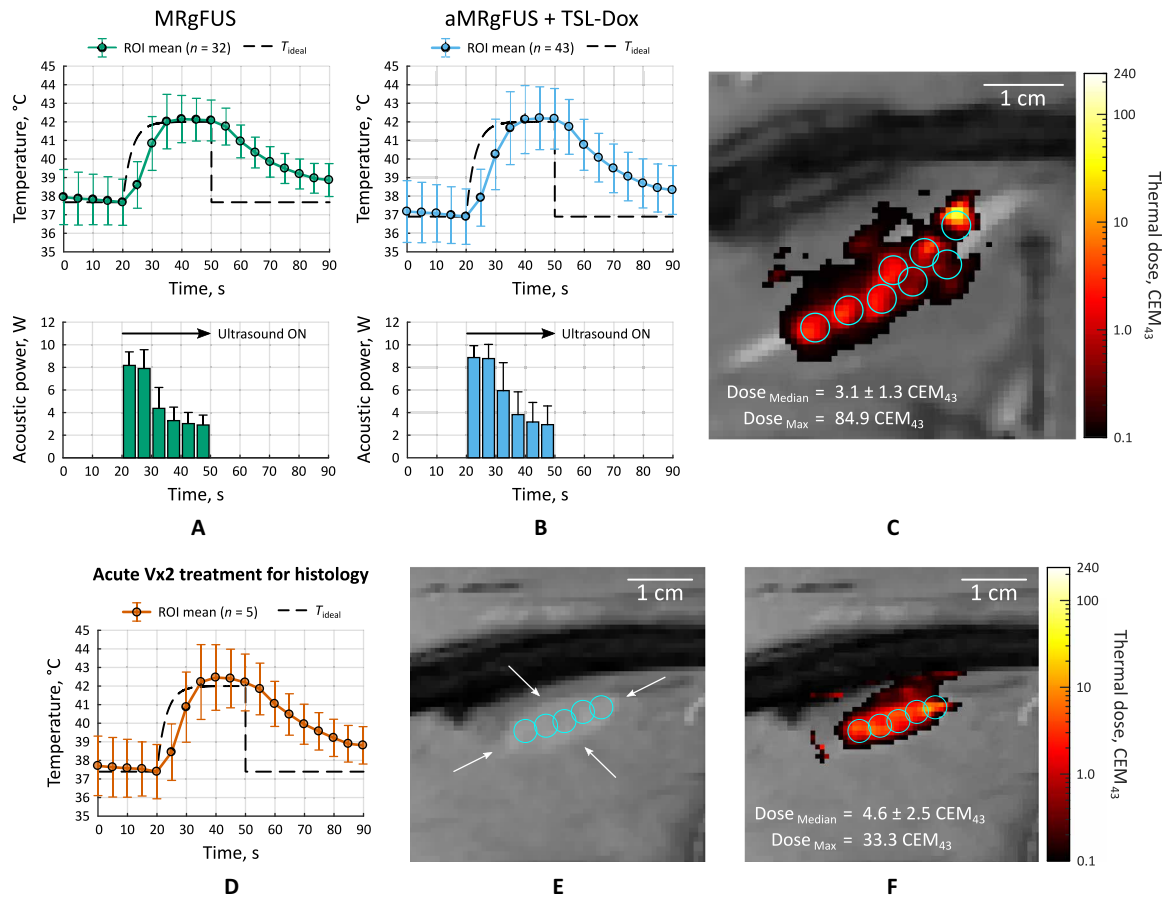 MRgFUS
ROI mean (n = 32) T ideal
Temperature, °C
45
44
43
42
41
40
39
38
37
36
35
0 10 20 30 40 50 60 70 80 90
Time, s
Acoustic power, W
12
10
8
6
4
2
0
Ultrasound ON
0 10 20 30 40 50 60 70 80 90
Time, s
A
aMRgFUS + TSL-Dox
ROI mean (n = 43) T ideal
Temperature, °C
45
44
43
42
41
40
39
38
37
36
35
0 10 20 30 40 50 60 70 80 90
Time, s
Acoustic power, W
12
10
8
6
4
2
0
Ultrasound ON
0 10 20 30 40 50 60 70 80 90
Time, s
B
1 cm
Dose Median = 3.1 ± 1.3 CEM43
Dose Max = 84.9 CEM43
240
100
10
1.0
0.1
Thermal dose, CEM43
C
Acute Vx2 treatment for histology
ROI mean (n = 5) T ideal
Temperature, °C
45
44
43
42
41
40
39
38
37
36
35
0 10 20 30 40 50 60 70 80 90
Time, s
D
1 cm
E
1 cm
Dose Median = 4.6 ± 2.5 CEM43
Dose Max = 33.3 CEM43
240
100
10
1.0
0.1
Thermal dose, CEM43
F